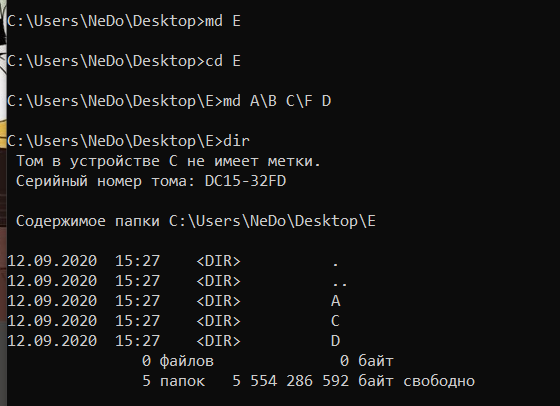 C:\Users\NeDo\Desktop>md E
C:\Users\NeDo\Desktop>cd E
C:\Users\NeDo\Desktop\E>md A\B C\F D
C:\Users\NeDo\Desktop\E>dir
Том в устройстве C не имеет метки.
Серийный номер тома: DC15-32FD
Содержимое папки C:\Users\NeDo\Desktop\E
12.09.2020  15:27    <DIR>          .
12.09.2020  15:27    <DIR>          ..
12.09.2020  15:27    <DIR>          A
12.09.2020  15:27    <DIR>          C
12.09.2020  15:27    <DIR>          D
0 файлов              0 байт
5 папок   5 554 286 592 байт свободно